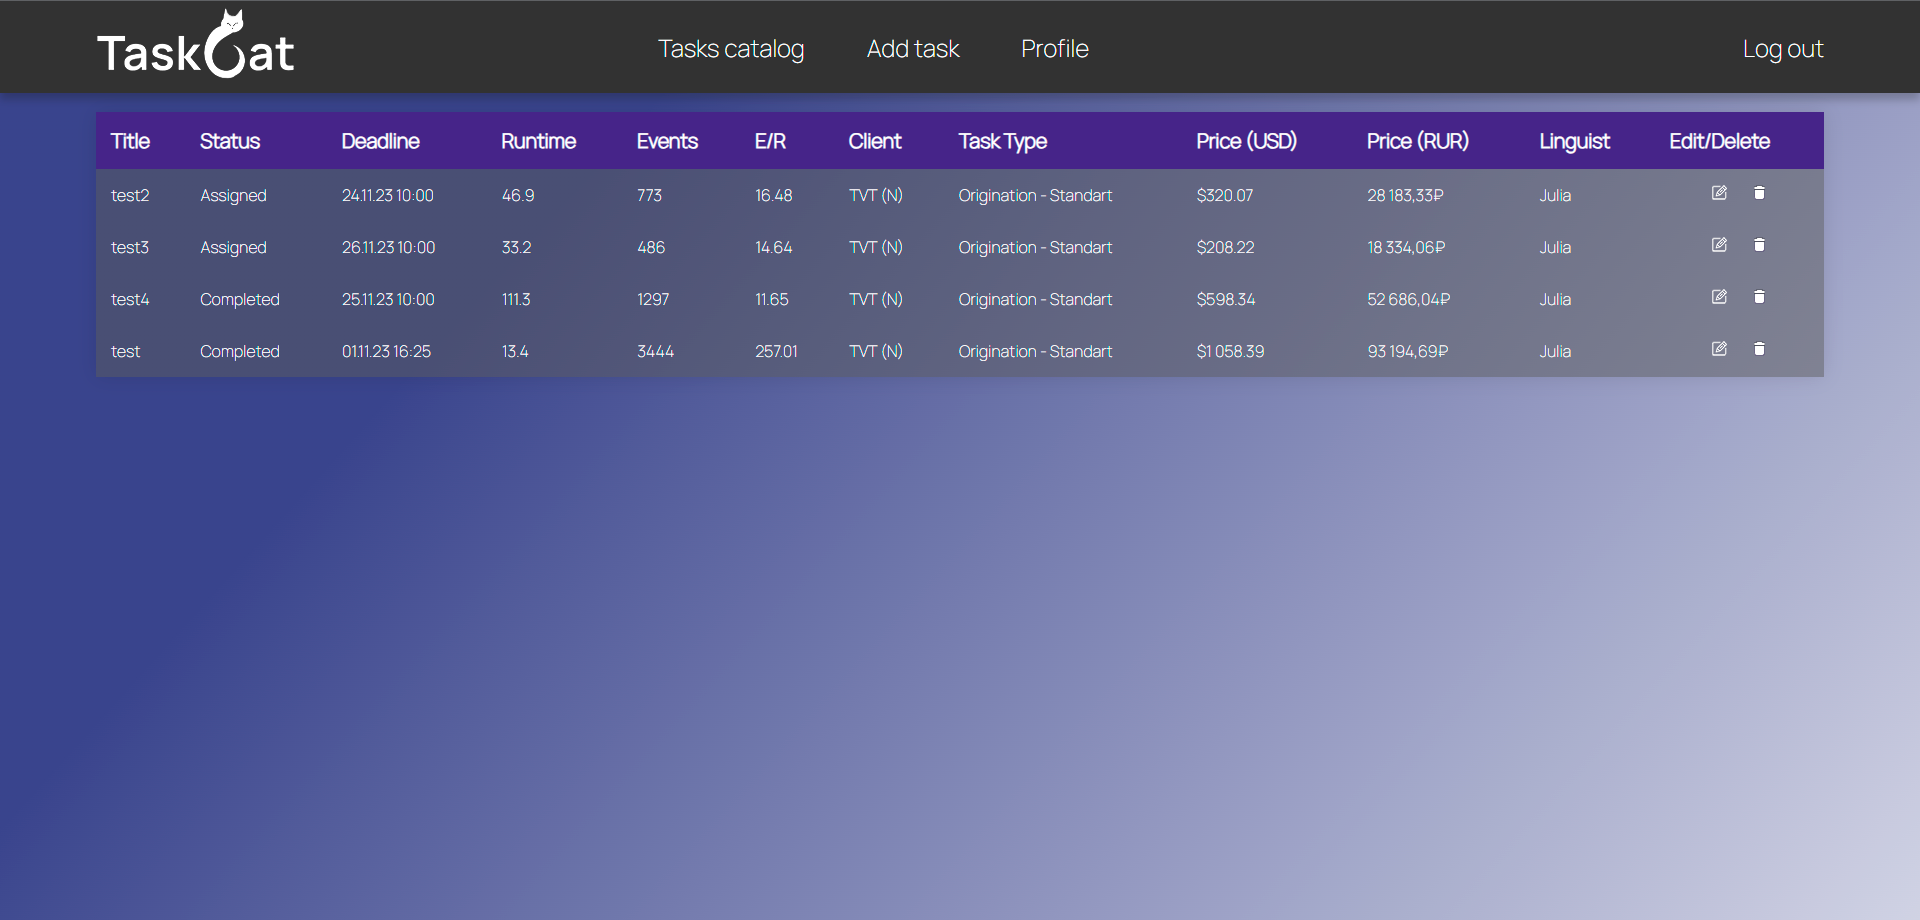 TaskCat
Tasks catalog Add task Profile Log out
Title Status Deadline Runtime Events E/R Client Task Type Price (USD) Price (RUR) Linguist Edit/Delete
test2 Assigned 24.11.23 10:00 46.9 773 16.48 TVT (N) Origination - Standart $320.07 28 183,33₽ Julia
test3 Assigned 26.11.23 10:00 33.2 486 14.64 TVT (N) Origination - Standart $208.22 18 334,06₽ Julia
test4 Completed 25.11.23 10:00 111.3 1297 11.65 TVT (N) Origination - Standart $598.34 52 686,04₽ Julia
test Completed 01.11.23 16:25 13.4 3444 257.01 TVT (N) Origination - Standart $1 058.39 93 194,69₽ Julia